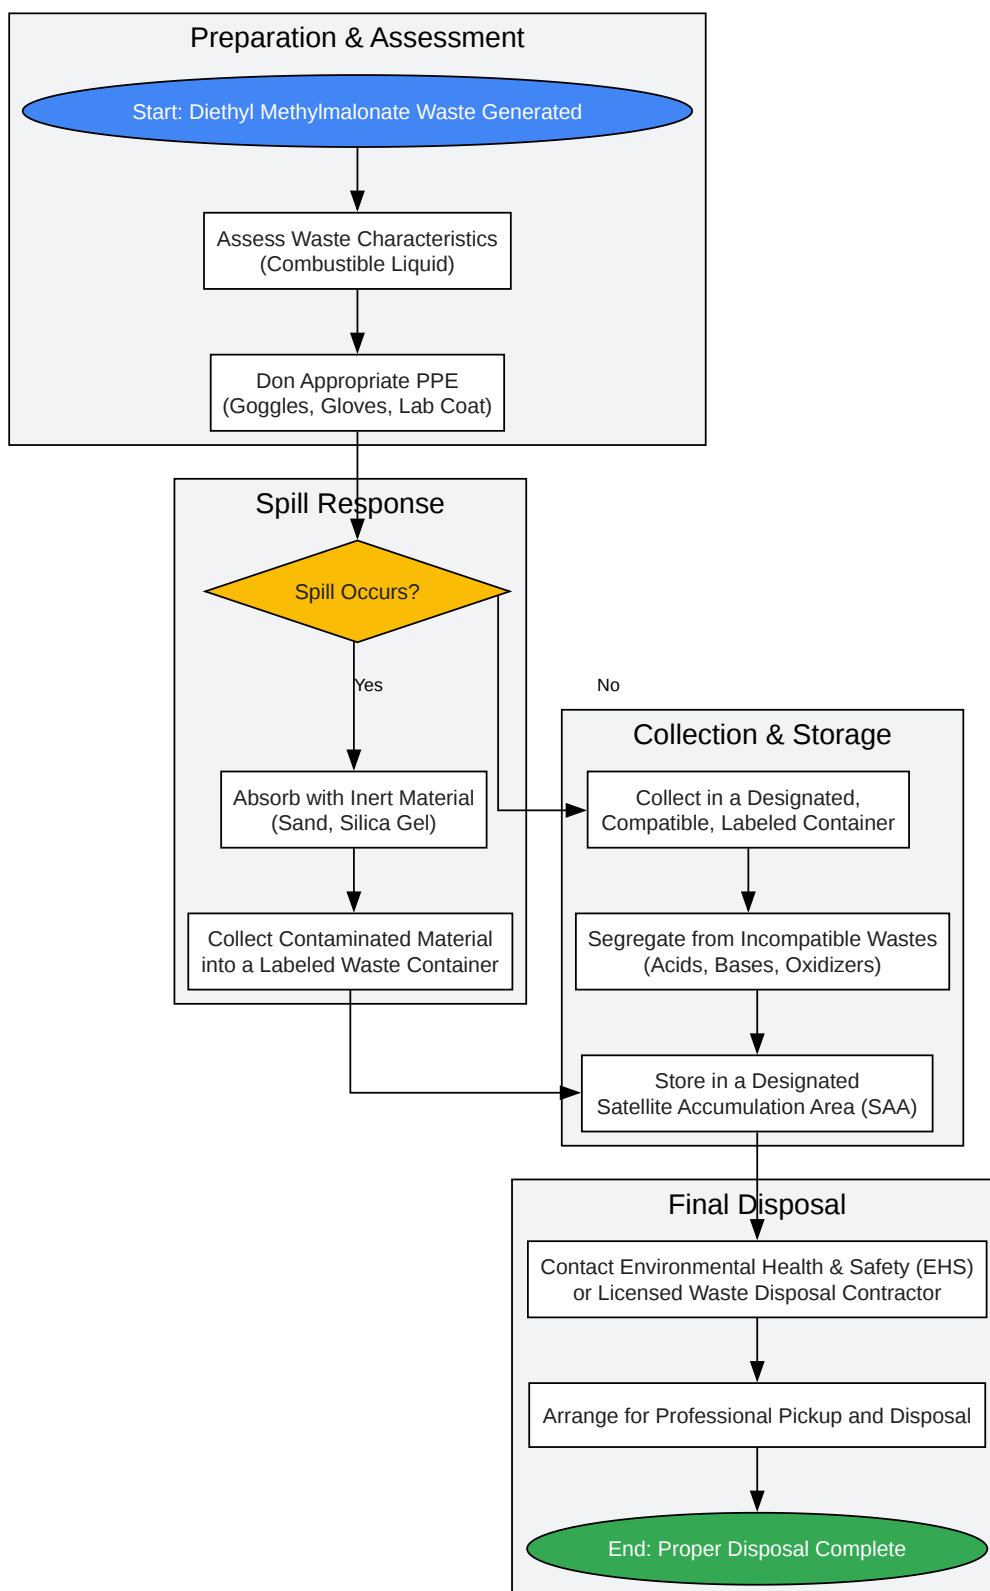 Preparation & Assessment
Start: Diethyl Methylmalonate Waste Generated
Assess Waste Characteristics
(Combustible Liquid)
Don Appropriate PPE
(Goggles, Gloves, Lab Coat)
Spill Response
Spill Occurs?
Yes
No
Absorb with Inert Material
(Sand, Silica Gel)
Collect Contaminated Material
into a Labeled Waste Container
Collection & Storage
Collect in a Designated,
Compatible, Labeled Container
Segregate from Incompatible Wastes
(Acids, Bases, Oxidizers)
Store in a Designated
Satellite Accumulation Area (SAA)
Final Disposal
Contact Environmental Health & Safety (EHS)
or Licensed Waste Disposal Contractor
Arrange for Professional Pickup and Disposal
End: Proper Disposal Complete